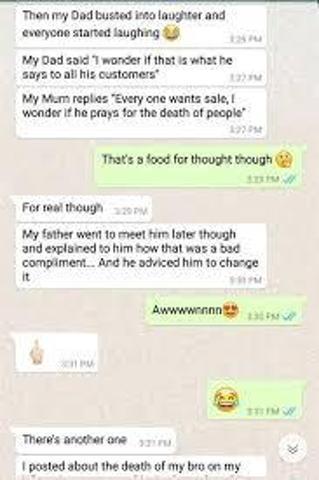 Then my Dad busted into laughter and
everyone started laughing 😂
3:26 PM
My Dad said "I wonder if that is what he
says to all his customers"
3:27 PM
My Mum replies "Every one wants sale, I
wonder if he prays for the death of people"
3:27 PM
That's a food for thought though 🤔
3:29 PM
For real though 3:29 PM
My father went to meet him later though
and explained to him how that was a bad
compliment... And he adviced him to change
it
3:30 PM
Awwwwnnnn😍 3:30 PM
🖕🏻 3:31 PM
😂
3:31 PM
There's another one 3:31 PM
I posted about the death of my bro on my